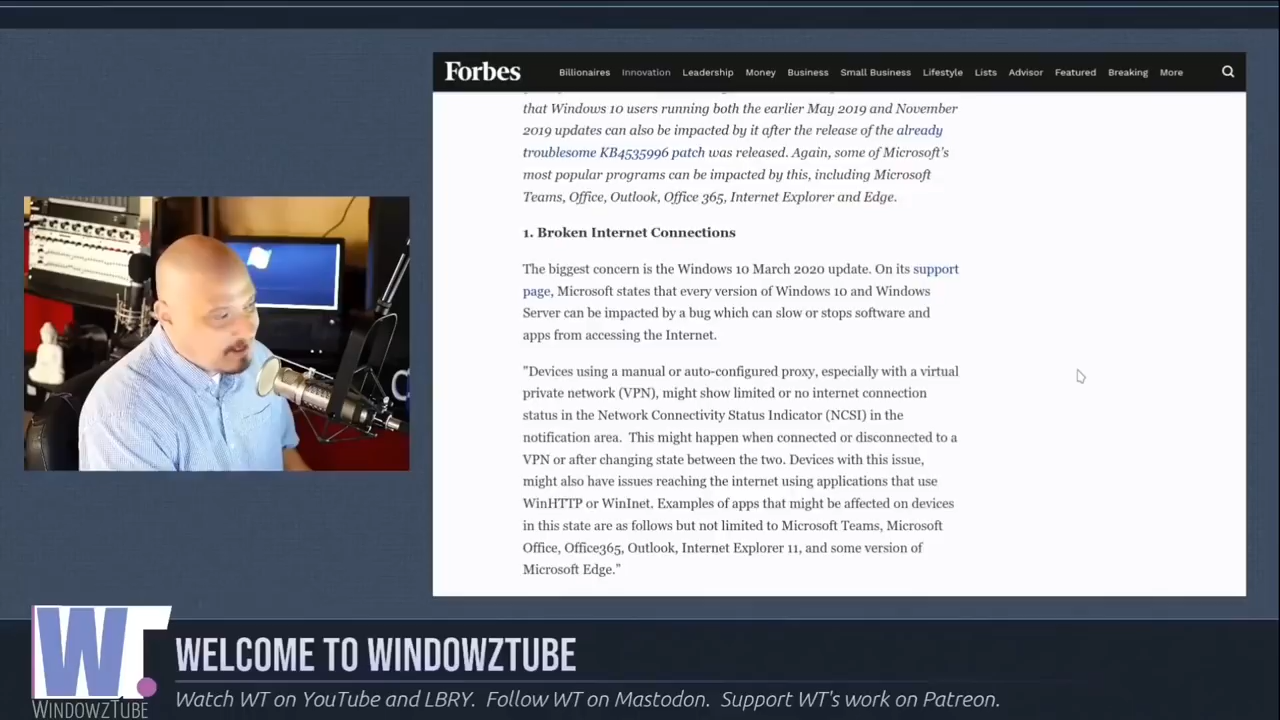 Forbes
Billionaires Innovation Leadership Money Business Small Business Lifestyle Lists Advisor Featured Breaking More
that Windows 10 users running both the earlier May 2019 and November
2019 updates can also be impacted by it after the release of the already
troublesome KB4535996 patch was released. Again, some of Microsoft's
most popular programs can be impacted by this, including Microsoft
Teams, Office, Outlook, Office 365, Internet Explorer and Edge.
1. Broken Internet Connections
The biggest concern is the Windows 10 March 2020 update. On its support
page, Microsoft states that every version of Windows 10 and Windows
Server can be impacted by a bug which can slow or stops software and
apps from accessing the Internet.
"Devices using a manual or auto-configured proxy, especially with a virtual
private network (VPN), might show limited or no internet connection
status in the Network Connectivity Status Indicator (NCSI) in the
notification area. This might happen when connected or disconnected to a
VPN or after changing state between the two. Devices with this issue,
might also have issues reaching the internet using applications that use
WinHTTP or WinInet. Examples of apps that might be affected on devices
in this state are as follows but not limited to Microsoft Teams, Microsoft
Office, Office365, Outlook, Internet Explorer 11, and some version of
Microsoft Edge."
WT.
WINDOWZTUBE
WELCOME TO WINDOWZTUBE
Watch WT on YouTube and LBRY. Follow WT on Mastodon. Support WT's work on Patreon.